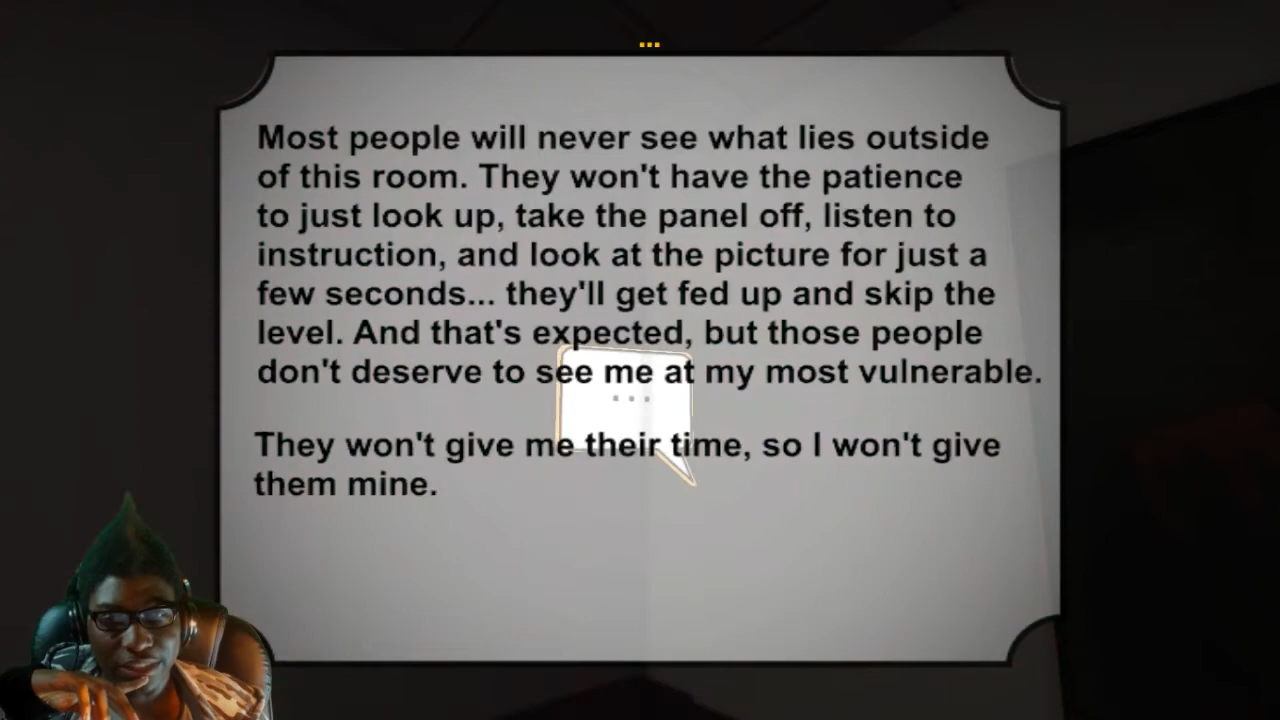 ...
Most people will never see what lies outside
of this room. They won't have the patience
to just look up, take the panel off, listen to
instruction, and look at the picture for just a
few seconds... they'll get fed up and skip the
level. And that's expected, but those people
don't deserve to see me at my most vulnerable.
...
They won't give me their time, so I won't give
them mine.